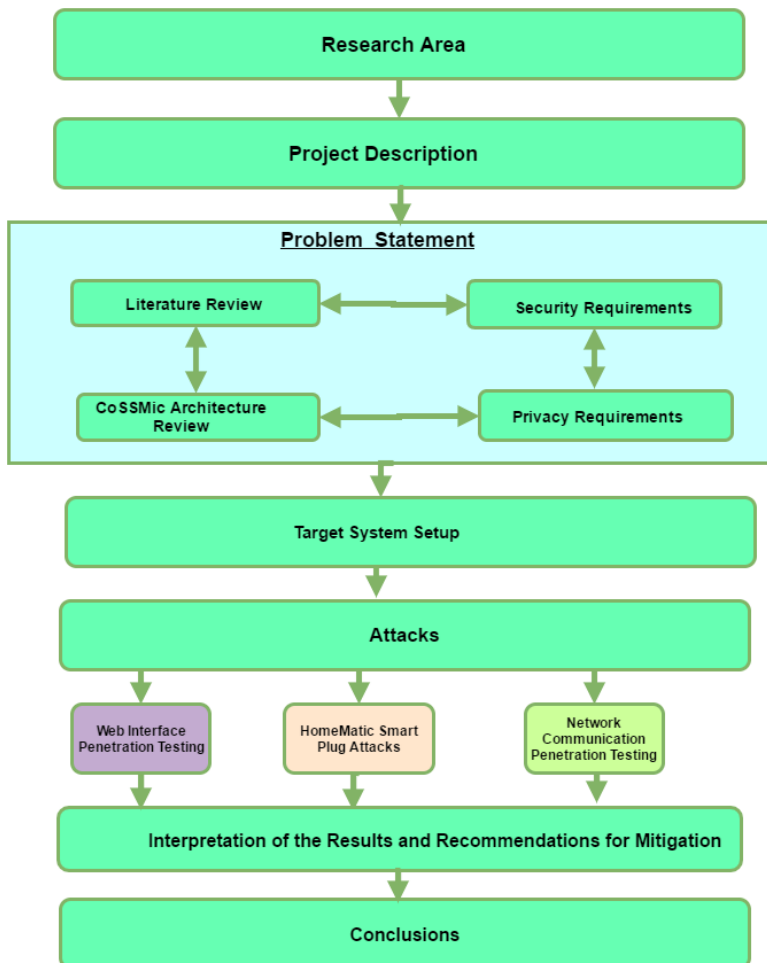 Research Area
Project Description
Problem Statement
Literature Review
Security Requirements
CoSSMic Architecture
Review
Privacy Requirements
Target System Setup
Attacks
Web Interface
Penetration Testing
HomeMatic Smart
Plug Attacks
Network
Communication
Penetration Testing
Interpretation of the Results and Recommendations for Mitigation
Conclusions